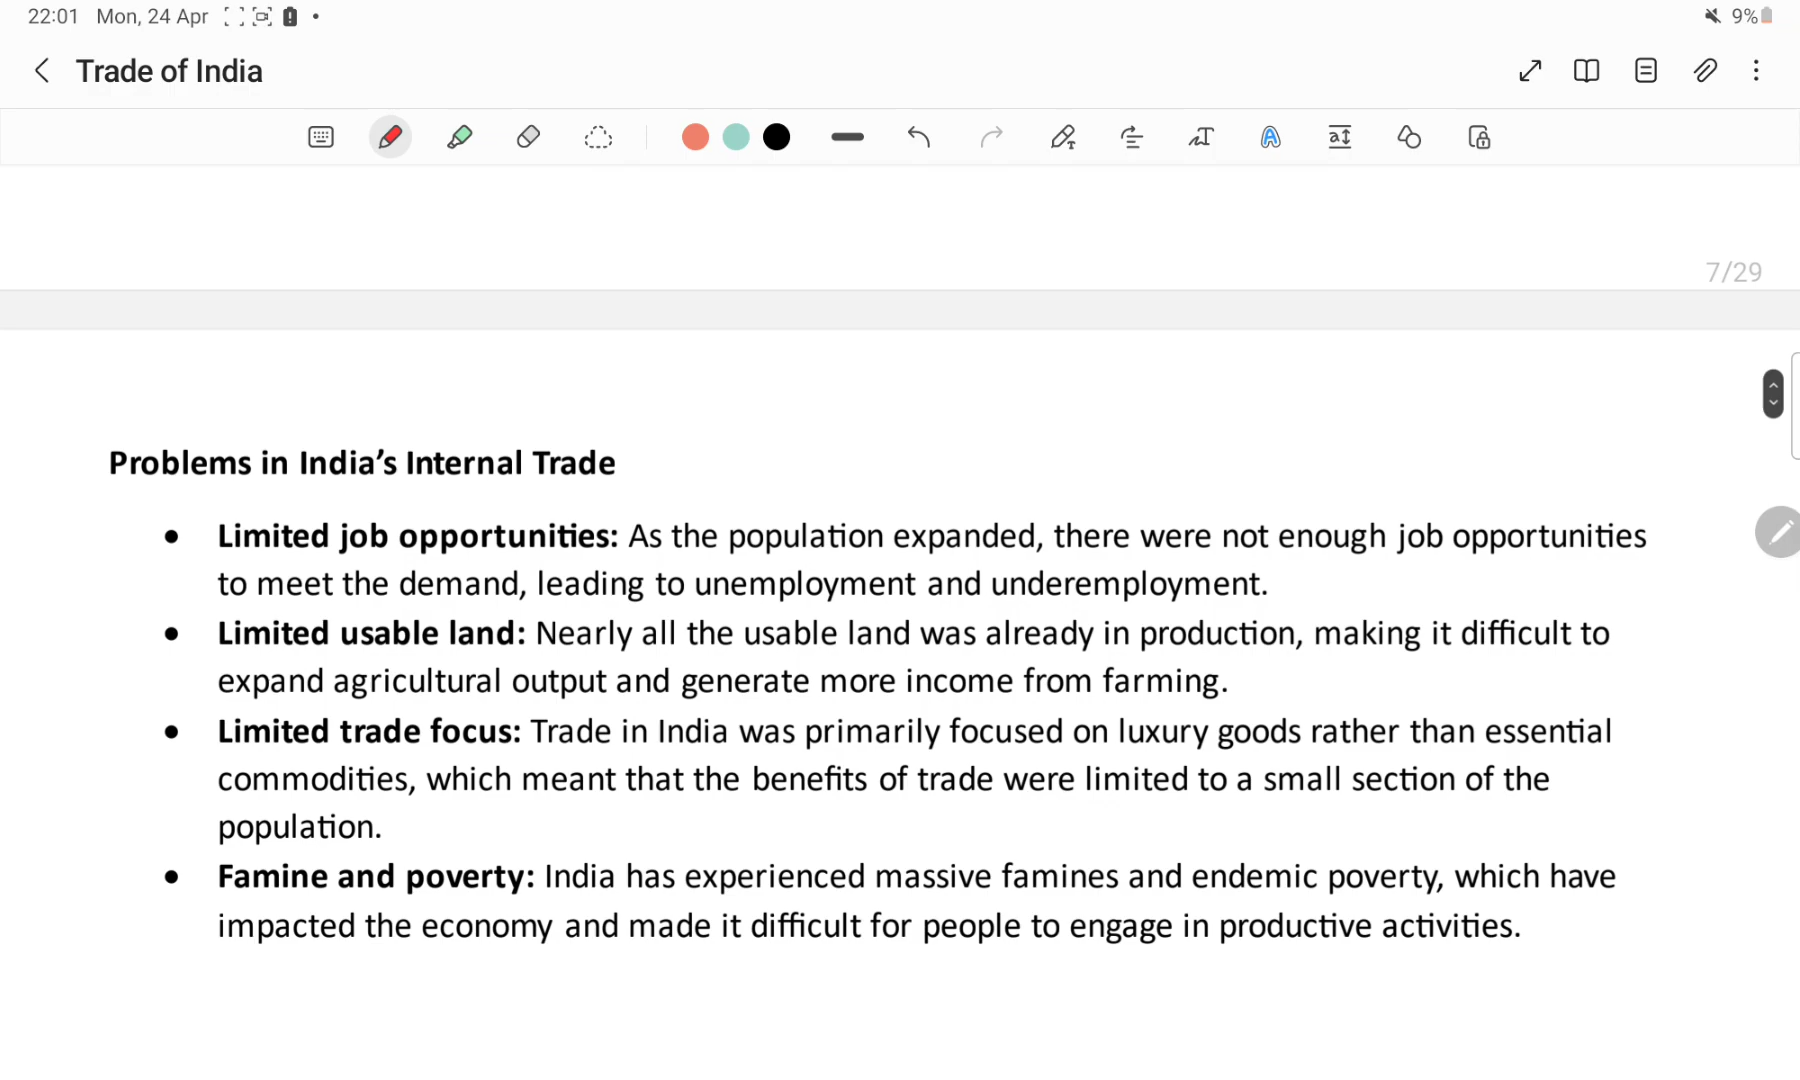 22:01 Mon, 24 Apr
9%
Trade of India
7/29
Problems in India’s Internal Trade
• Limited job opportunities: As the population expanded, there were not enough job opportunities
to meet the demand, leading to unemployment and underemployment.
• Limited usable land: Nearly all the usable land was already in production, making it difficult to
expand agricultural output and generate more income from farming.
• Limited trade focus: Trade in India was primarily focused on luxury goods rather than essential
commodities, which meant that the benefits of trade were limited to a small section of the
population.
• Famine and poverty: India has experienced massive famines and endemic poverty, which have
impacted the economy and made it difficult for people to engage in productive activities.